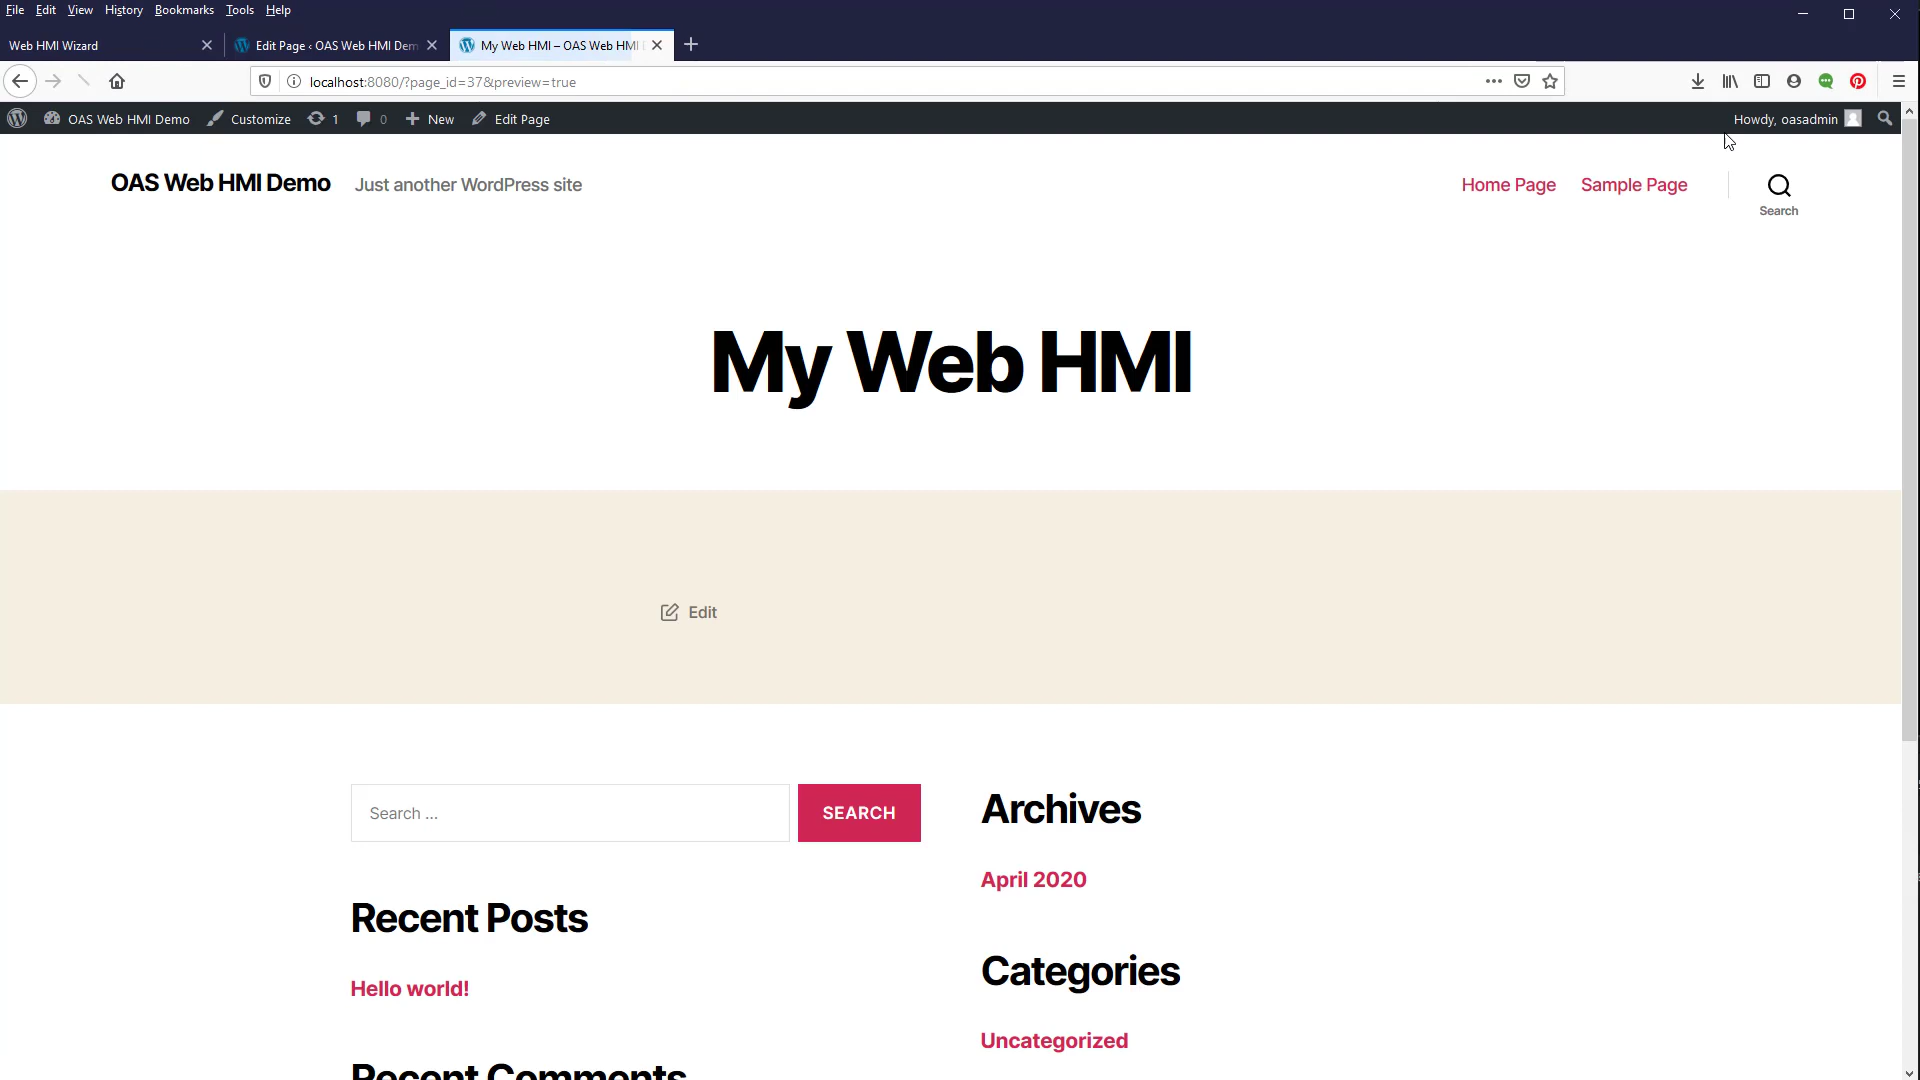 File Edit View History Bookmarks Tools Help
Web HMI Wizard
Edit Page ‹ OAS Web HMI Dem
My Web HMI – OAS Web HMI
localhost:8080/?page_id=37&preview=true
OAS Web HMI Demo Customize 1 0 New Edit Page Howdy, oasadmin
OAS Web HMI Demo Just another WordPress site Home Page Sample Page
Search
My Web HMI
Edit
Search …
SEARCH
Recent Posts
Hello world!
Recent Comments
Archives
April 2020
Categories
Uncategorized